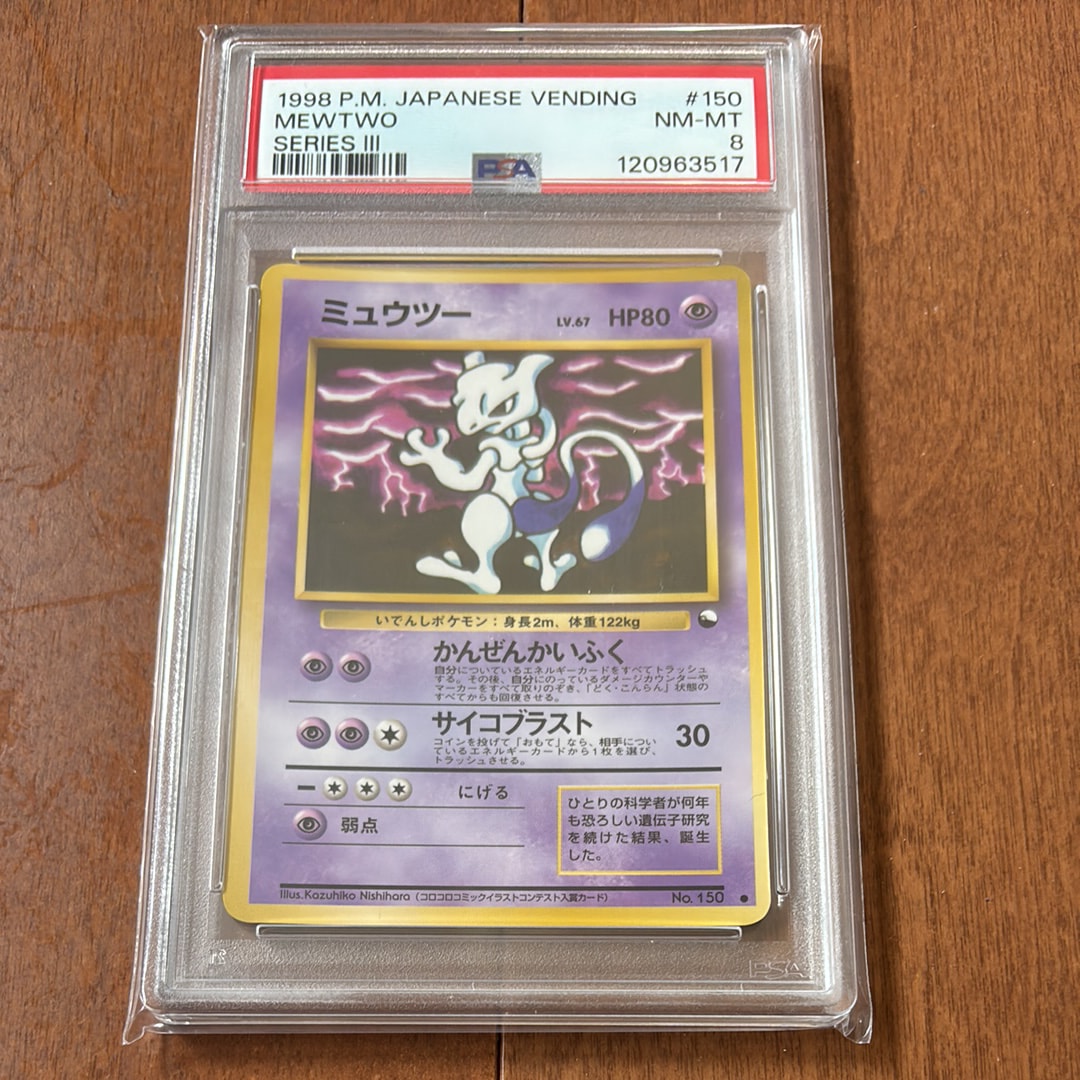 1998 P.M. JAPANESE VENDING #150
MEWTWO NM-MT
SERIES III 8
PSA 120963517
ミュウツー LV.67 HP80
いでんしポケモン:身長2m、体重122kg
かんぜんかいふく
自分についているエネルギーカードをすべてトラッシュ
する。その後、自分にのっているダメージカウンターや
マーカーをすべて取りのぞき、「どく・こんらん」状態の
すべてからも回復させる。
サイコブラスト 30
コインを投げて「おもて」なら、相手につい
ているエネルギーカードから1枚を選び、
トラッシュさせる。
にげる
弱点
ひとりの科学者が何年
も恐ろしい遺伝子研究
を続けた結果、誕生
した。
Illus.Kazuhiko Nishihara (コロコロコミックイラストコンテスト入賞カード) No.150
PSA